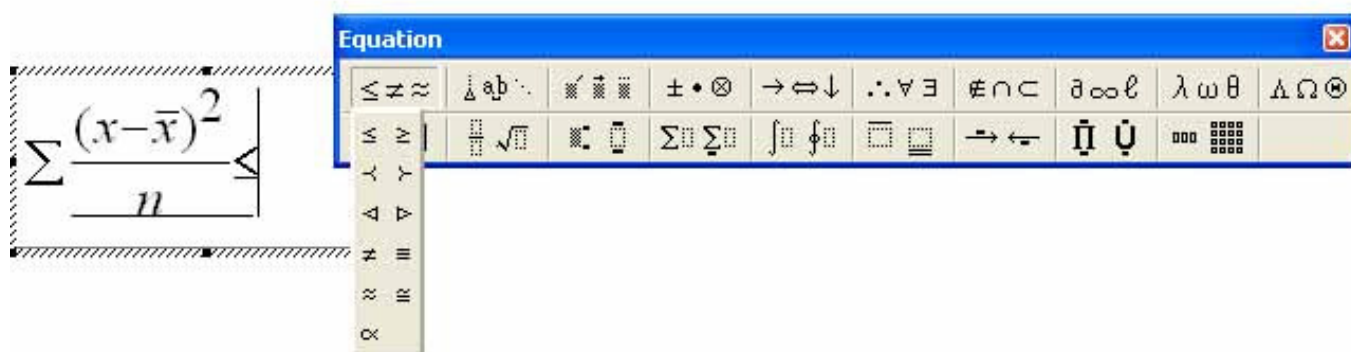 Equation
≤ ≠ ≈ a͎b ∙. ± • ⊗ → ⇔ ↓ ∴ ∀ ∃ ∉ ∩ ⊂ ∂ ∞ ℓ λ ω θ Λ Ω Θ
√ Σ Σ ∫ ∮ → ← Π Ụ
∑ (x−x̄)² / n ≤
≤ ≥
≺ ≻
⊲ ⊳
≠ ≡
≈ ≅
∝